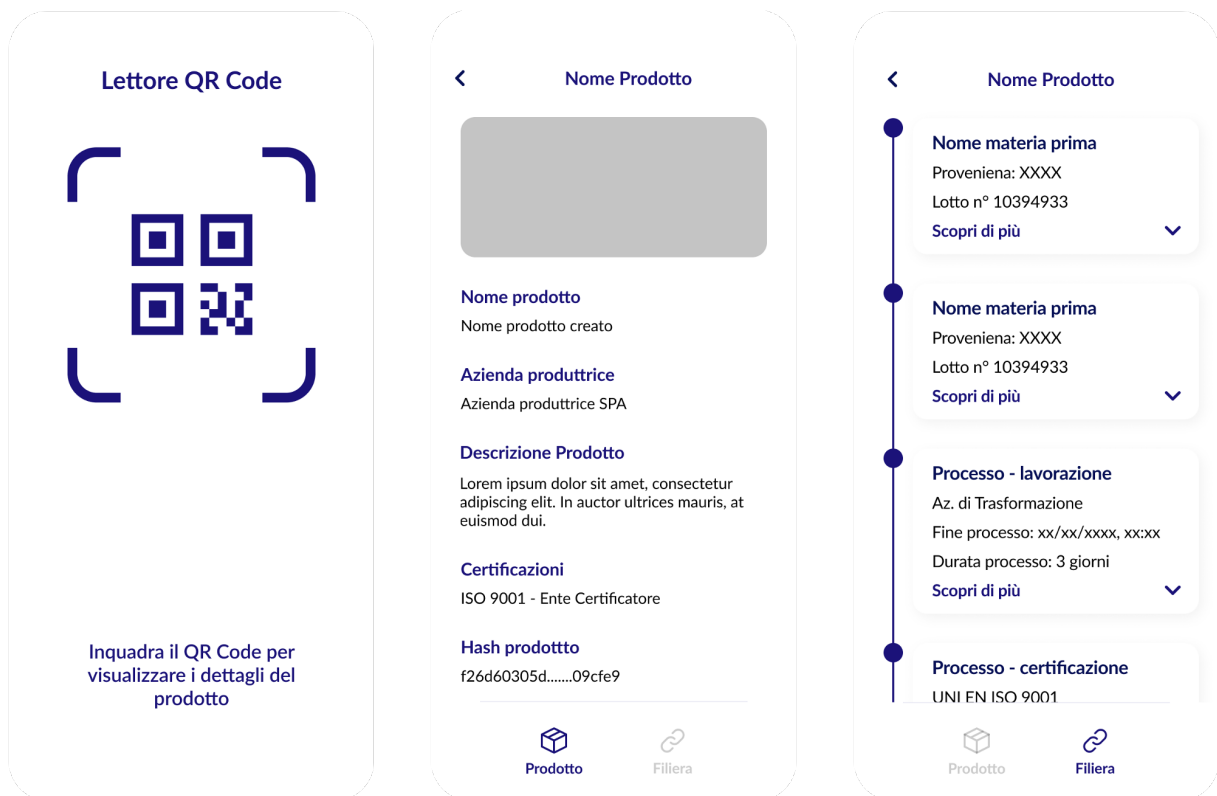 Lettore QR Code
Inquadra il QR Code per
visualizzare i dettagli del
prodotto
Nome Prodotto
Nome prodotto
Nome prodotto creato
Azienda produttrice
Azienda produttrice SPA
Descrizione Prodotto
Lorem ipsum dolor sit amet, consectetur
adipiscing elit. In auctor ultrices mauris, at
euismod dui.
Certificazioni
ISO 9001 - Ente Certificatore
Hash prodottto
f26d60305d.......09cfe9
Prodotto
Filiera
Nome Prodotto
Nome materia prima
Proveniena: XXXX
Lotto n° 10394933
Scopri di più
Nome materia prima
Proveniena: XXXX
Lotto n° 10394933
Scopri di più
Processo - lavorazione
Az. di Trasformazione
Fine processo: xx/xx/xxxx, xx:xx
Durata processo: 3 giorni
Scopri di più
Processo - certificazione
UNI EN ISO 9001
Prodotto
Filiera